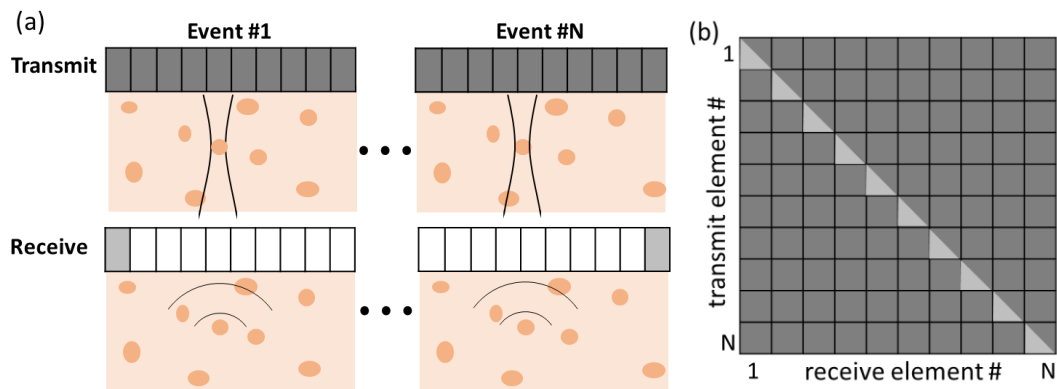 (a)
Event #1
Event #N
Transmit
Receive
(b)
1
transmit element #
N
1
receive element #
N